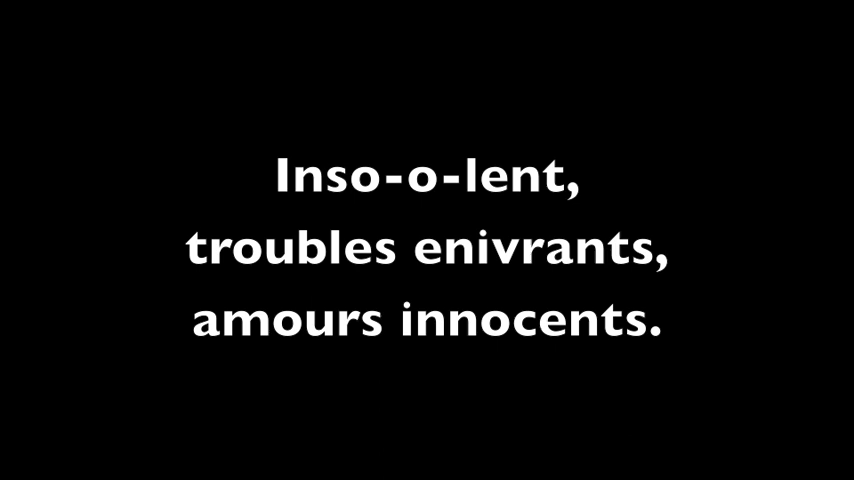 Inso-o-lent,
troubles enivrants,
amours innocents.